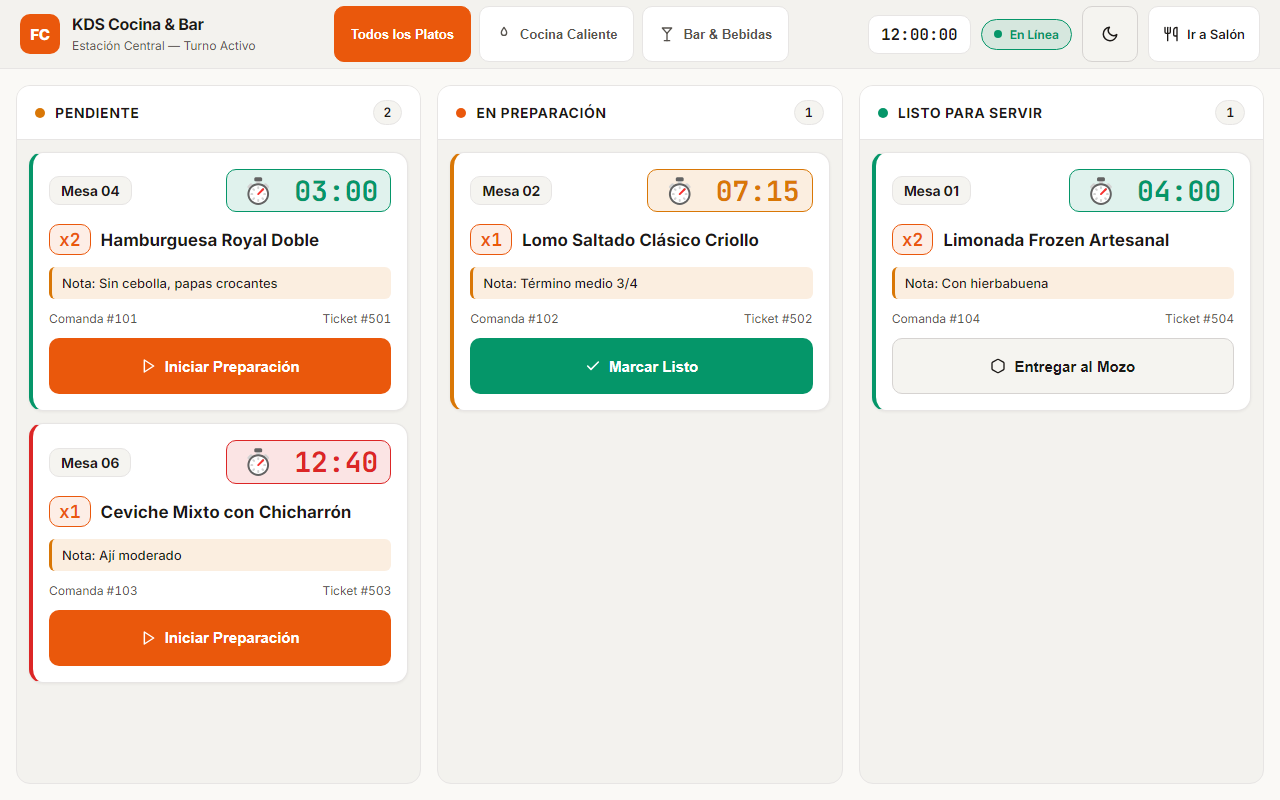 FC
KDS Cocina & Bar
Estación Central — Turno Activo
Todos los Platos
Cocina Caliente
Bar & Bebidas
12:00:00
En Línea
Ir a Salón
PENDIENTE
2
Mesa 04
03:00
x2
Hamburguesa Royal Doble
Nota: Sin cebolla, papas crocantes
Comanda #101
Ticket #501
Iniciar Preparación
Mesa 06
12:40
x1
Ceviche Mixto con Chicharrón
Nota: Ají moderado
Comanda #103
Ticket #503
Iniciar Preparación
EN PREPARACIÓN
1
Mesa 02
07:15
x1
Lomo Saltado Clásico Criollo
Nota: Término medio 3/4
Comanda #102
Ticket #502
Marcar Listo
LISTO PARA SERVIR
1
Mesa 01
04:00
x2
Limonada Frozen Artesanal
Nota: Con hierbabuena
Comanda #104
Ticket #504
Entregar al Mozo